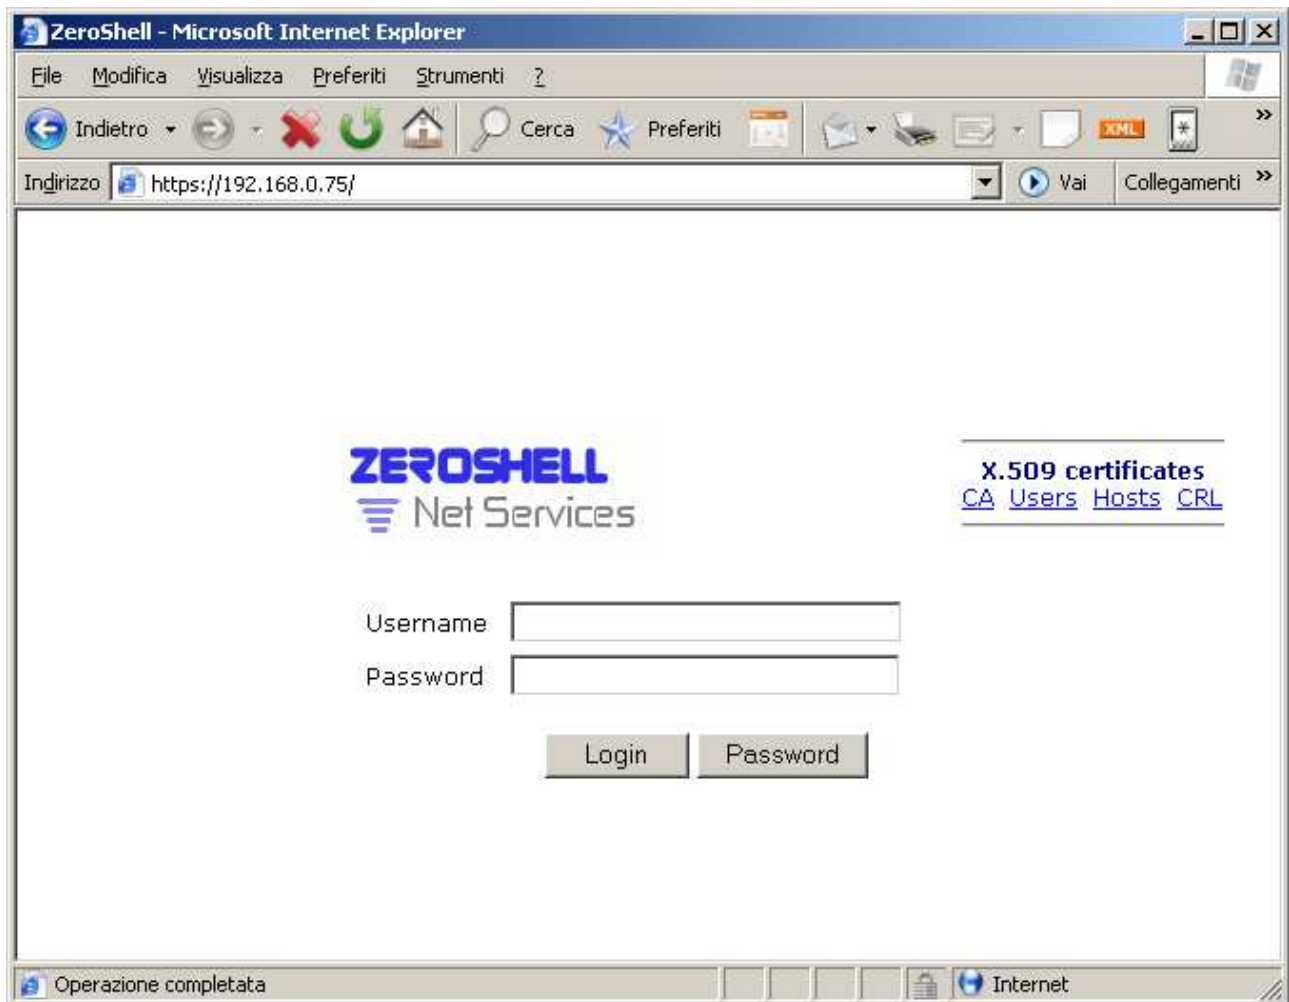 ZeroShell - Microsoft Internet Explorer
File Modifica Visualizza Preferiti Strumenti ?
Indietro Cerca Preferiti XML »
Indirizzo https://192.168.0.75/ Vai Collegamenti »
ZEROSHELL
Net Services
X.509 certificates
CA Users Hosts CRL
Username
Password
Login Password
Operazione completata Internet